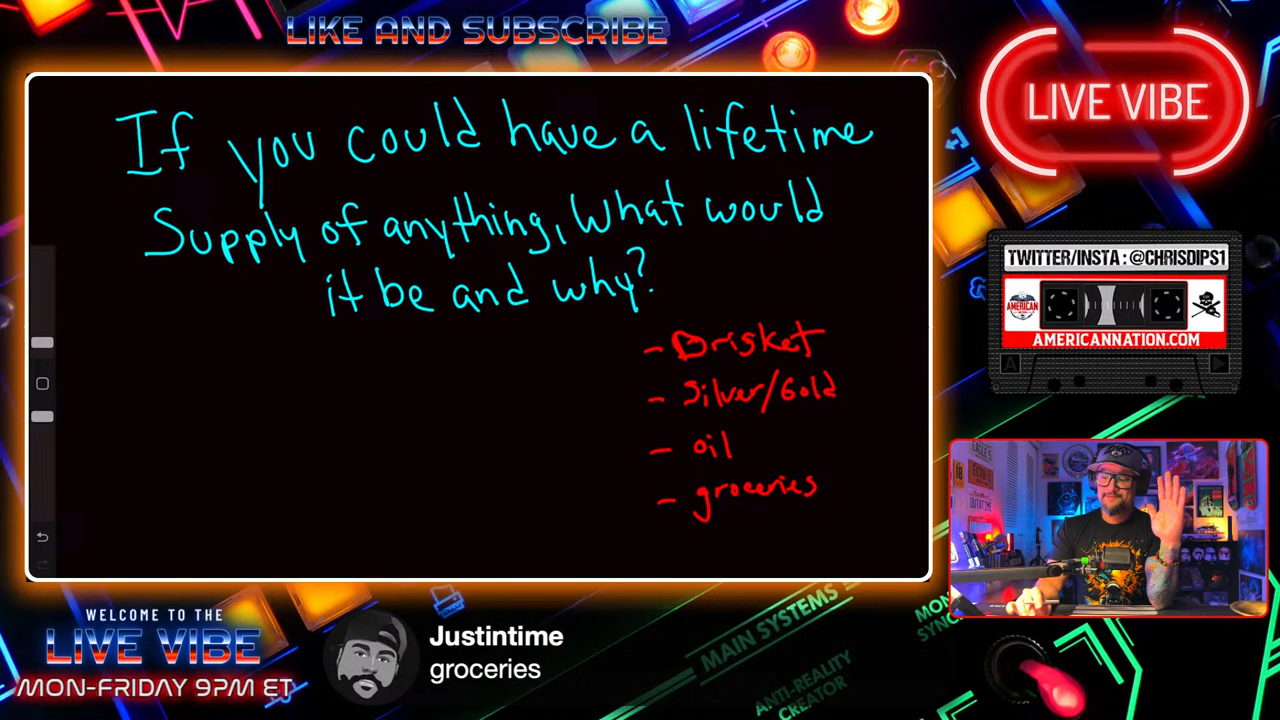 LIKE AND SUBSCRIBE
If you could have a lifetime
Supply of anything, What would
it be and why?
- Brisket
- Silver/Gold
- oil
- groceries
LIVE VIBE
TWITTER/INSTA : @CHRISDIPS1
AMERICAN
AMERICANNATION.COM
A
WELCOME TO THE
LIVE VIBE
MON-FRIDAY 9PM ET
Justintime
groceries
MAIN SYSTEMS
ANTI-REALITY
CREATOR